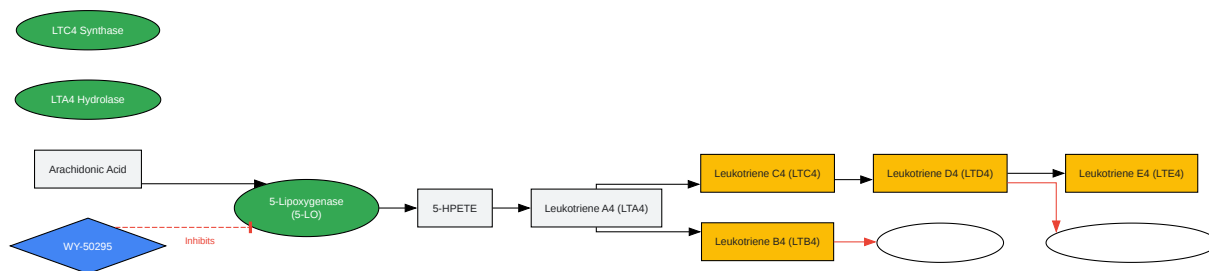 LTC4 Synthase
LTA4 Hydrolase
Arachidonic Acid
WY-50295
Inhibits
5-Lipoxygenase
(5-LO)
5-HPETE
Leukotriene A4 (LTA4)
Leukotriene C4 (LTC4)
Leukotriene D4 (LTD4)
Leukotriene E4 (LTE4)
Leukotriene B4 (LTB4)